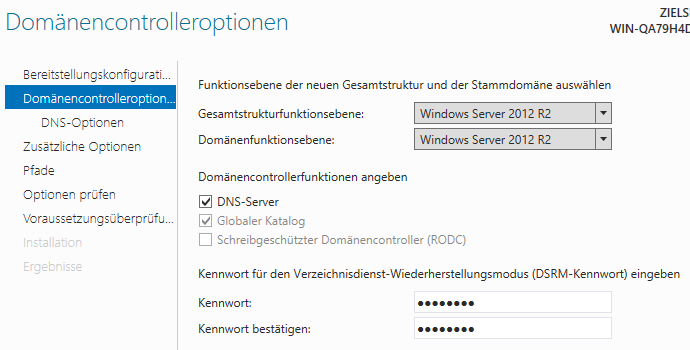 Domänencontrolleroptionen
ZIELS
WIN-QA79H4D
Bereitstellungskonfigurati...
Domänencontrolleroption...
DNS-Optionen
Zusätzliche Optionen
Pfade
Optionen prüfen
Voraussetzungsüberprüfu...
Installation
Ergebnisse
Funktionsebene der neuen Gesamtstruktur und der Stammdomäne auswählen
Gesamtstrukturfunktionsebene: Windows Server 2012 R2
Domänenfunktionsebene: Windows Server 2012 R2
Domänencontrollerfunktionen angeben
DNS-Server
Globaler Katalog
Schreibgeschützter Domänencontroller (RODC)
Kennwort für den Verzeichnisdienst-Wiederherstellungsmodus (DSRM-Kennwort) eingeben
Kennwort: ●●●●●●●●
Kennwort bestätigen: ●●●●●●●●